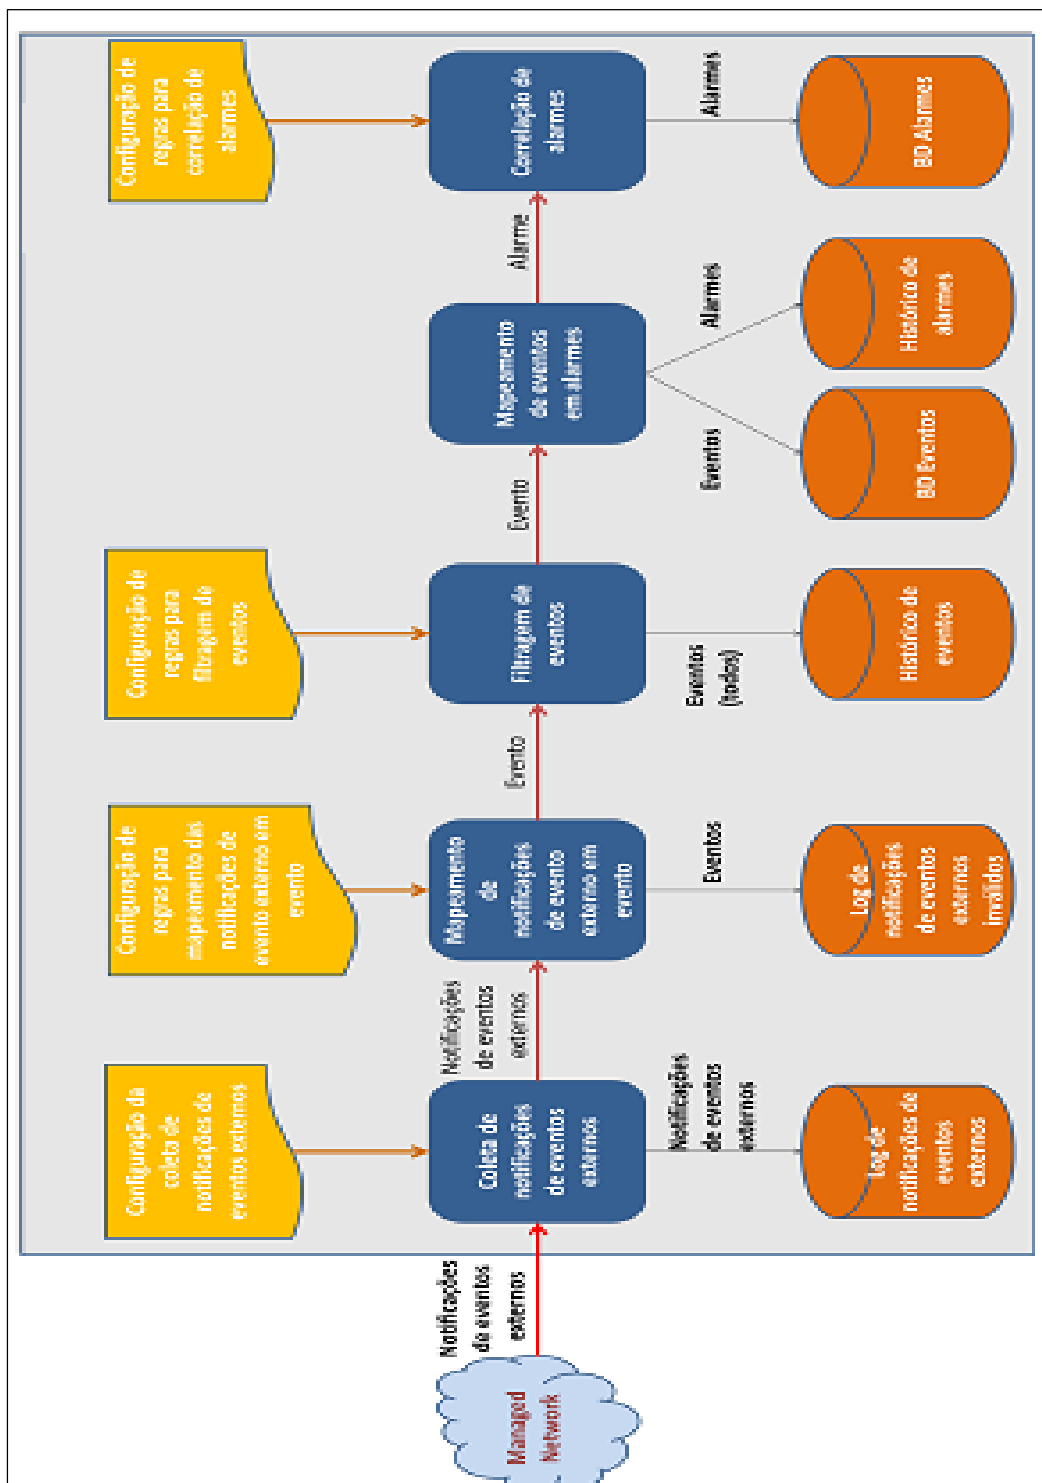 Configuração da
coleta de
notificações de
eventos externos
Configuração de
regras para
mapeamento das
notificações de
evento externo em
evento
Configuração de
regras para
filtragem de
eventos
Configuração de
regras para
correlação de
alarmes
Managed
Network
Notificações
de eventos
externos
Coleta de
notificações
de eventos
externos
Notificações
de eventos
externos
Mapeamento
de
notificações
de evento
externo em
evento
Evento
Filtragem de
eventos
Evento
Mapeamento
de eventos
em alarmes
Alarme
Correlação de
alarmes
Notificações
de eventos
externos
Eventos
Eventos
(todos)
Eventos
Alarmes
Alarmes
Log de
notificações de
eventos
externos
Log de
notificações
de eventos
externos
inválidos
Histórico de
eventos
BD Eventos
Histórico de
alarmes
BD Alarmes